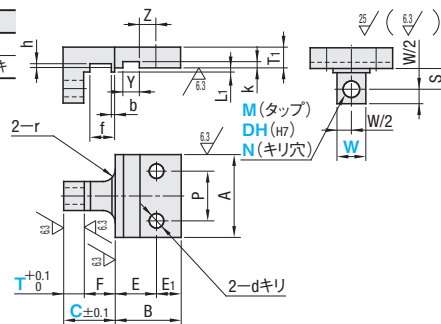 キ
h
Z
T1
k
L1
6.3
Y
b
f
2-r
25
( 6.3 )
W/2
S
M(タップ)
DH(H7)
N(キリ穴)
W/2
W
6.3
P
A
6.3
6.3
6.3
2-dキリ
T +0.1 0
F
E
E1
C±0.1
B